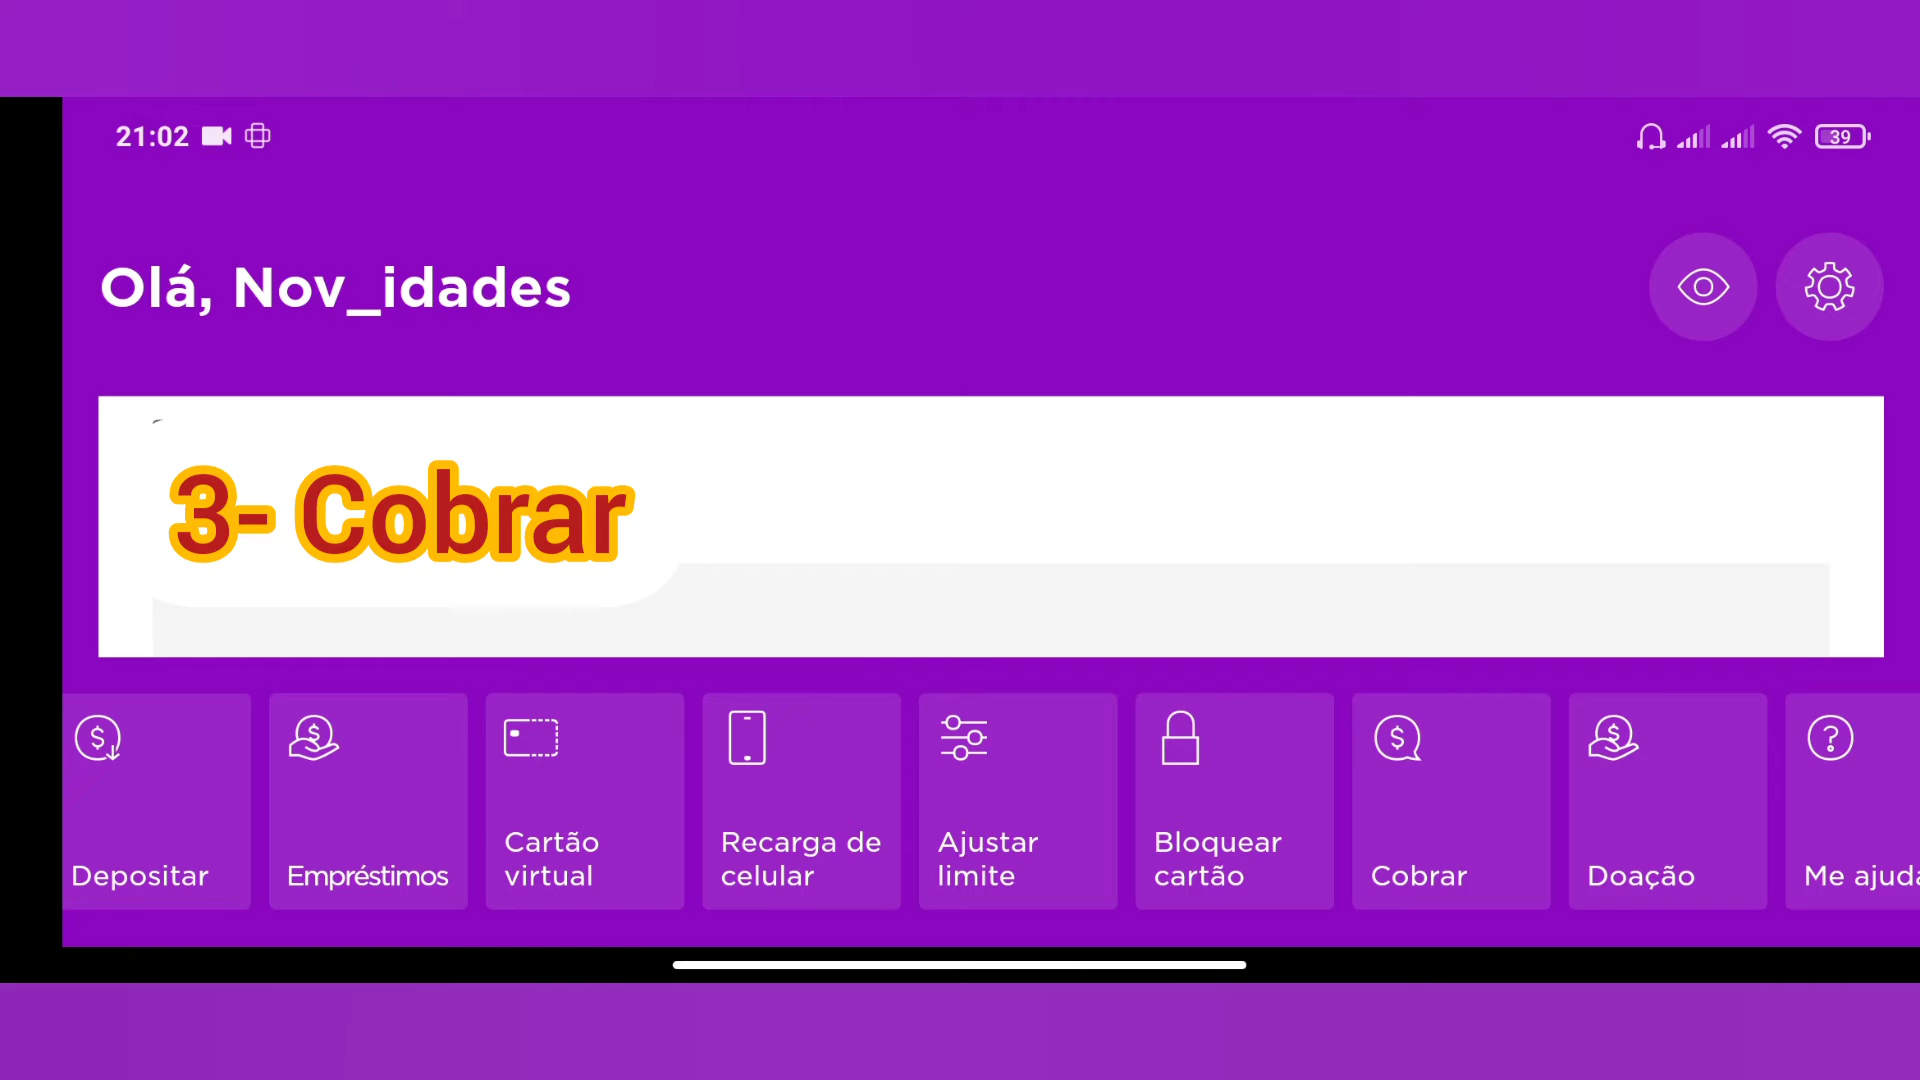 21:02
39
Olá, Nov_idades
3- Cobrar
Depositar
Empréstimos
Cartão
virtual
Recarga de
celular
Ajustar
limite
Bloquear
cartão
Cobrar
Doação
Me ajuda